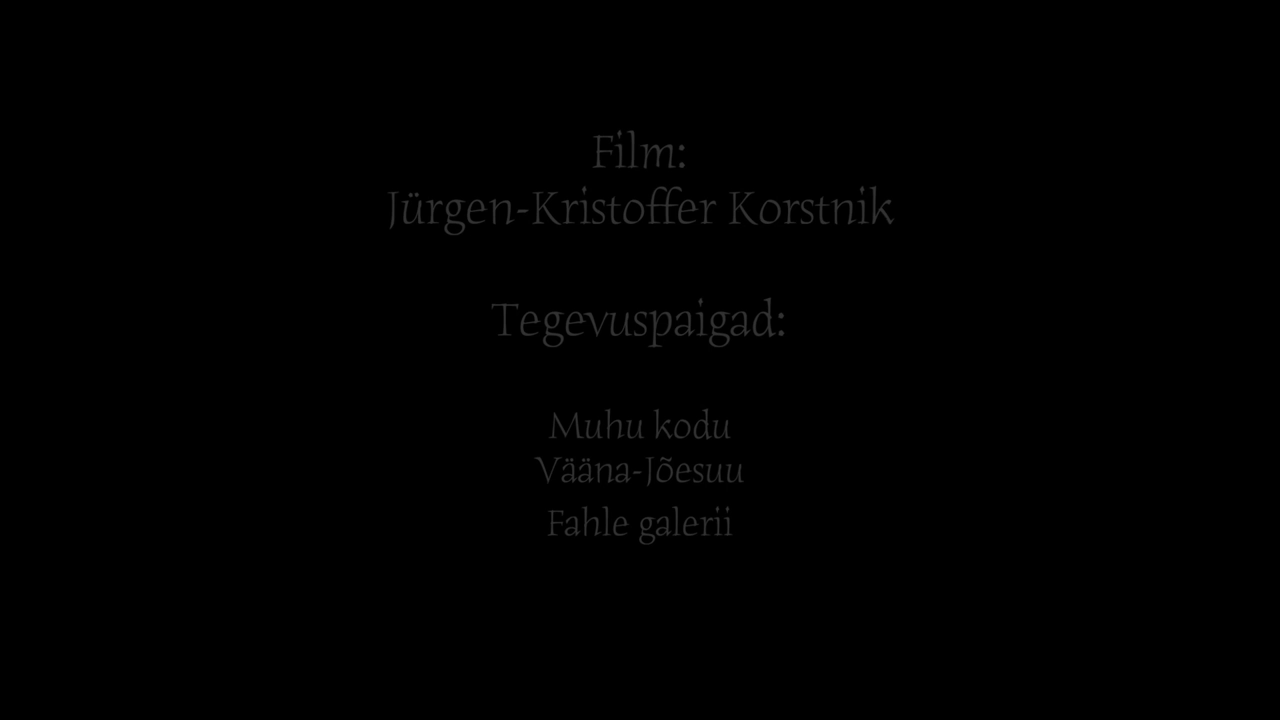 Film:
Jürgen-Kristoffer Korstnik
Tegevuspaigad:
Muhu kodu
Vääna-Jõesuu
Fahle galerii